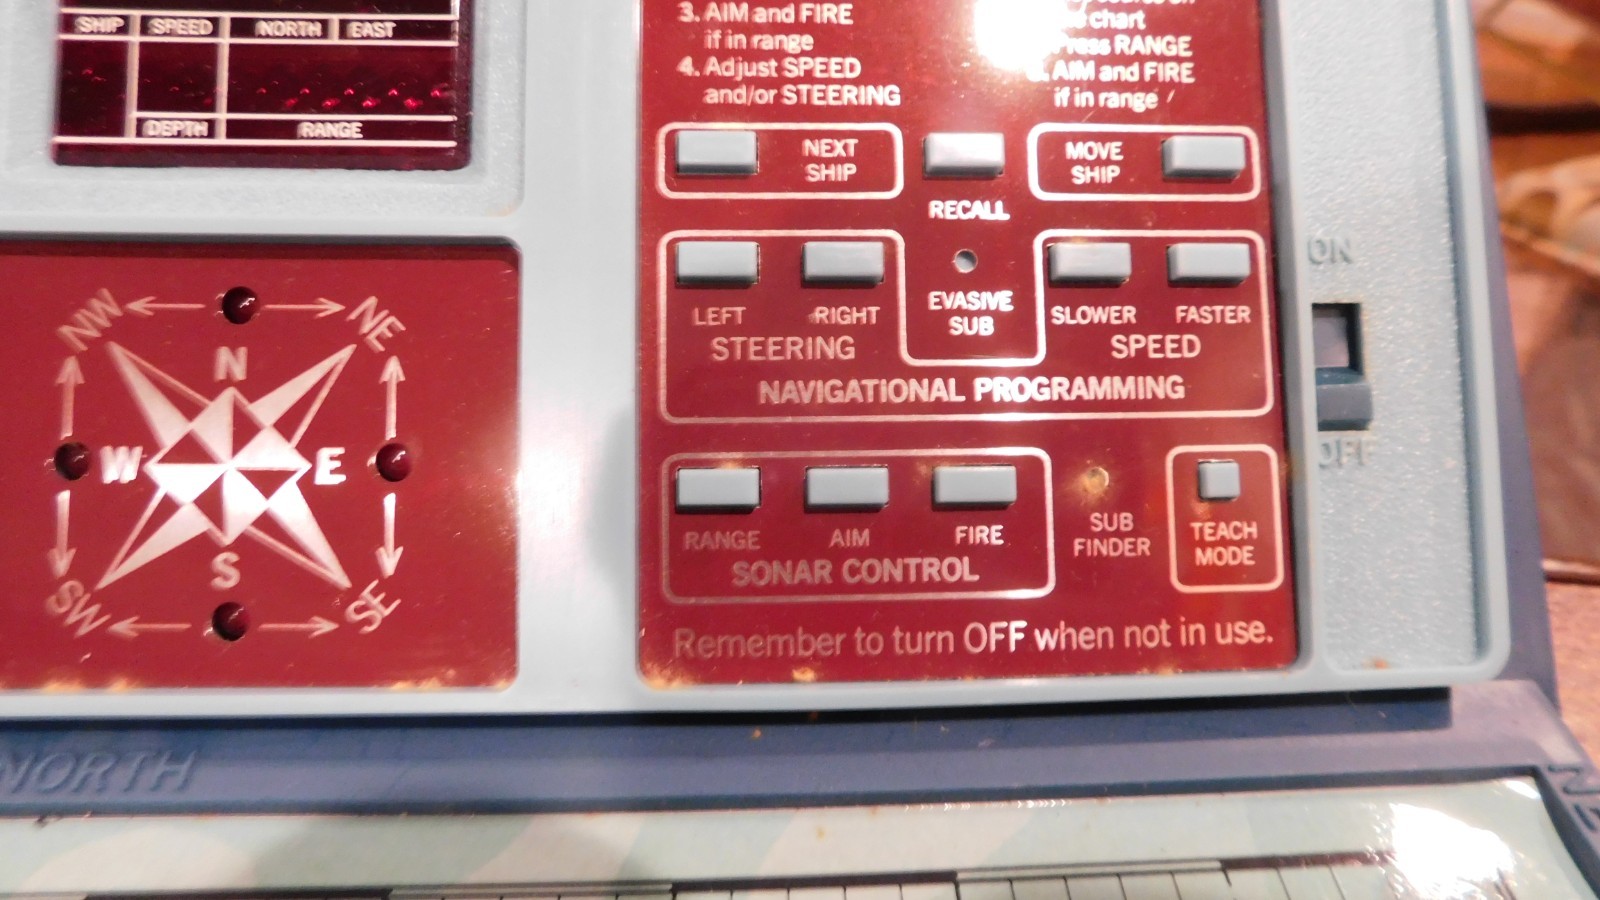 SHIP SPEED NORTH EAST
DEPTH RANGE
3. AIM and FIRE
if in range
4. Adjust SPEED
and/or STEERING
chart
Press RANGE
AIM and FIRE
if in range
NEXT
SHIP
RECALL
MOVE
SHIP
LEFT
RIGHT
STEERING
EVASIVE
SUB
SLOWER
FASTER
SPEED
NAVIGATIONAL PROGRAMMING
RANGE
AIM
FIRE
SONAR CONTROL
SUB
FINDER
TEACH
MODE
Remember to turn OFF when not in use.
ON
OFF
NW
N
NE
W
E
SW
S
SE
NORTH
NE